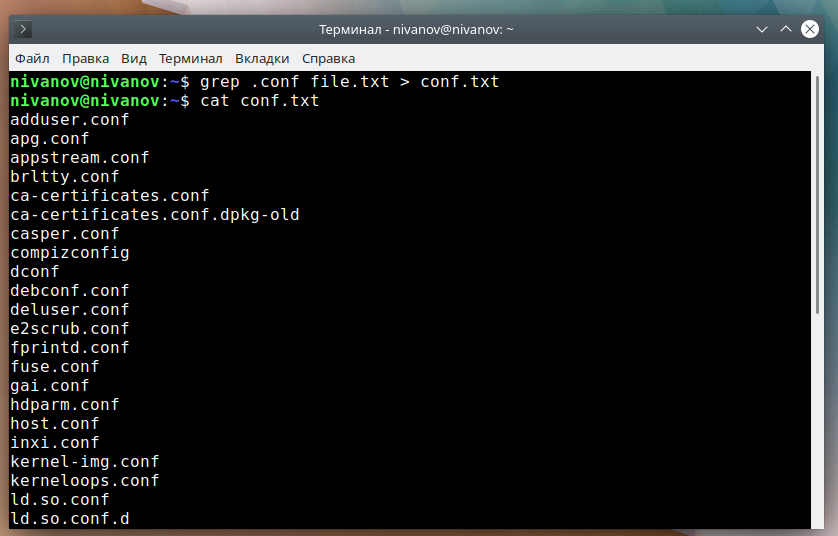 Терминал - nivanov@nivanov: ~
Файл Правка Вид Терминал Вкладки Справка
nivanov@nivanov:~$ grep .conf file.txt > conf.txt
nivanov@nivanov:~$ cat conf.txt
adduser.conf
apg.conf
appstream.conf
brltty.conf
ca-certificates.conf
ca-certificates.conf.dpkg-old
casper.conf
compizconfig
dconf
debconf.conf
deluser.conf
e2scrub.conf
fprintd.conf
fuse.conf
gai.conf
hdparm.conf
host.conf
inxi.conf
kernel-img.conf
kerneloops.conf
ld.so.conf
ld.so.conf.d